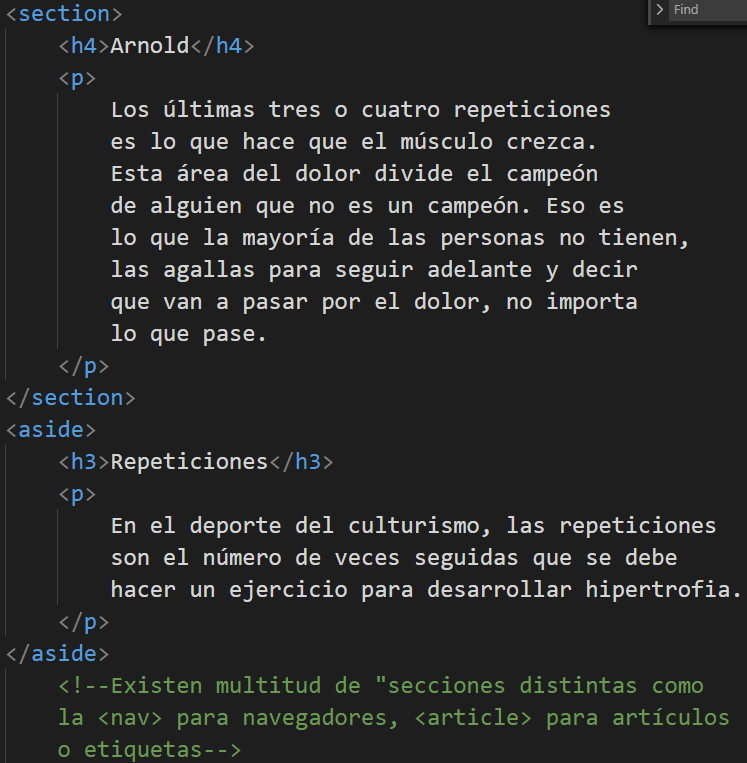 Find
<section>
<h4>Arnold</h4>
<p>
Los últimas tres o cuatro repeticiones
es lo que hace que el músculo crezca.
Esta área del dolor divide el campeón
de alguien que no es un campeón. Eso es
lo que la mayoría de las personas no tienen,
las agallas para seguir adelante y decir
que van a pasar por el dolor, no importa
lo que pase.
</p>
</section>
<aside>
<h3>Repeticiones</h3>
<p>
En el deporte del culturismo, las repeticiones
son el número de veces seguidas que se debe
hacer un ejercicio para desarrollar hipertrofia.
</p>
</aside>
<!--Existen multitud de "secciones distintas como
la <nav> para navegadores, <article> para artículos
o etiquetas-->